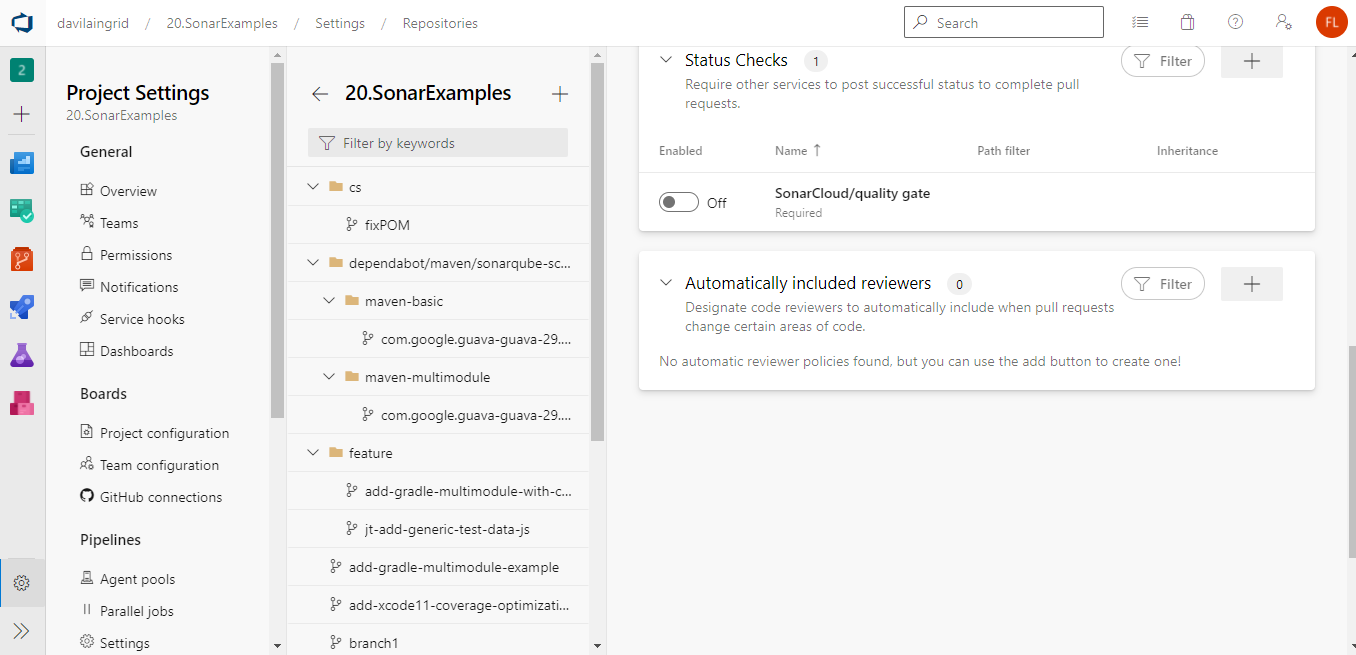 davilaingrid / 20.SonarExamples / Settings / Repositories
Search
FL
2
Project Settings
20.SonarExamples
General
Overview
Teams
Permissions
Notifications
Service hooks
Dashboards
Boards
Project configuration
Team configuration
GitHub connections
Pipelines
Agent pools
Parallel jobs
Settings
20.SonarExamples
Filter by keywords
cs
fixPOM
dependabot/maven/sonarqube-sc...
maven-basic
com.google.guava-guava-29....
maven-multimodule
com.google.guava-guava-29....
feature
add-gradle-multimodule-with-c...
jt-add-generic-test-data-js
add-gradle-multimodule-example
add-xcode11-coverage-optimizati...
branch1
Status Checks 1
Filter
Require other services to post successful status to complete pull
requests.
Enabled Name ↑ Path filter Inheritance
Off
SonarCloud/quality gate
Required
Automatically included reviewers 0
Filter
Designate code reviewers to automatically include when pull requests
change certain areas of code.
No automatic reviewer policies found, but you can use the add button to create one!